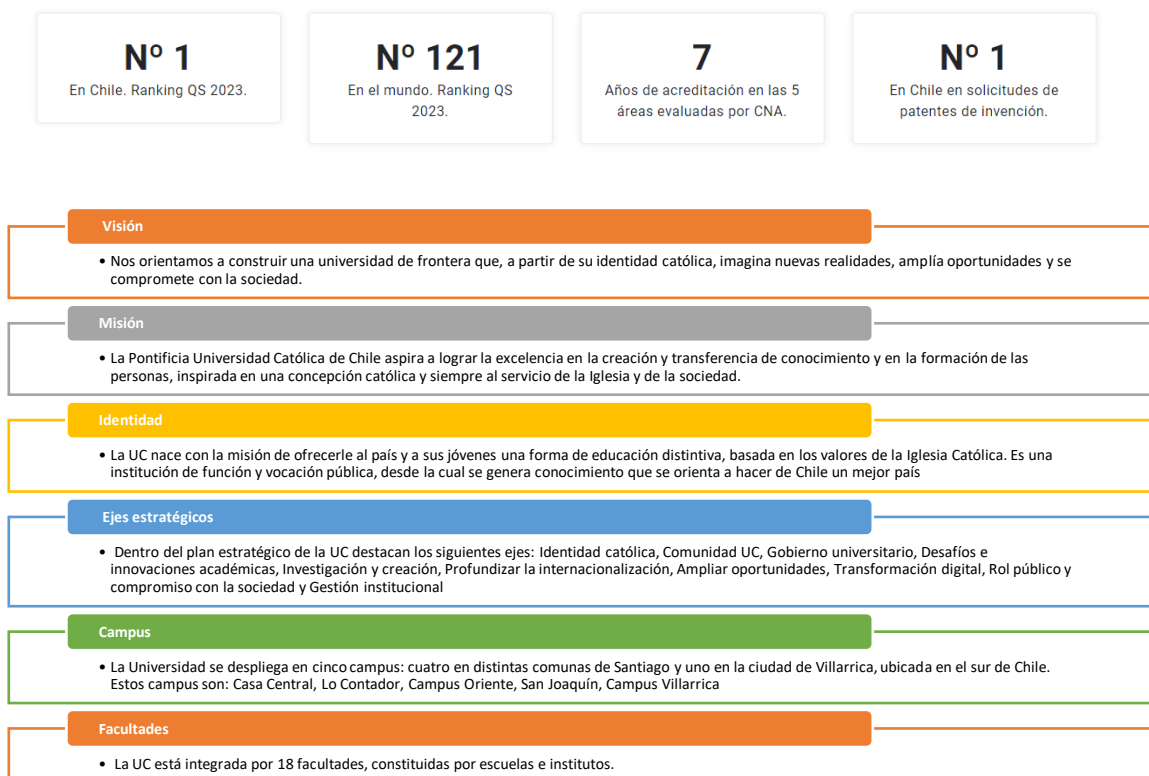 Nº 1
En Chile. Ranking QS 2023.
Nº 121
En el mundo. Ranking QS
2023.
7
Años de acreditación en las 5
áreas evaluadas por CNA.
Nº 1
En Chile en solicitudes de
patentes de invención.
Visión
• Nos orientamos a construir una universidad de frontera que, a partir de su identidad católica, imagina nuevas realidades, amplía oportunidades y se
compromete con la sociedad.
Misión
• La Pontificia Universidad Católica de Chile aspira a lograr la excelencia en la creación y transferencia de conocimiento y en la formación de las
personas, inspirada en una concepción católica y siempre al servicio de la Iglesia y de la sociedad.
Identidad
• La UC nace con la misión de ofrecerle al país y a sus jóvenes una forma de educación distintiva, basada en los valores de la Iglesia Católica. Es una
institución de función y vocación pública, desde la cual se genera conocimiento que se orienta a hacer de Chile un mejor país
Ejes estratégicos
• Dentro del plan estratégico de la UC destacan los siguientes ejes: Identidad católica, Comunidad UC, Gobierno universitario, Desafíos e
innovaciones académicas, Investigación y creación, Profundizar la internacionalización, Ampliar oportunidades, Transformación digital, Rol público y
compromiso con la sociedad y Gestión institucional
Campus
• La Universidad se despliega en cinco campus: cuatro en distintas comunas de Santiago y uno en la ciudad de Villarrica, ubicada en el sur de Chile.
Estos campus son: Casa Central, Lo Contador, Campus Oriente, San Joaquín, Campus Villarrica
Facultades
• La UC está integrada por 18 facultades, constituidas por escuelas e institutos.